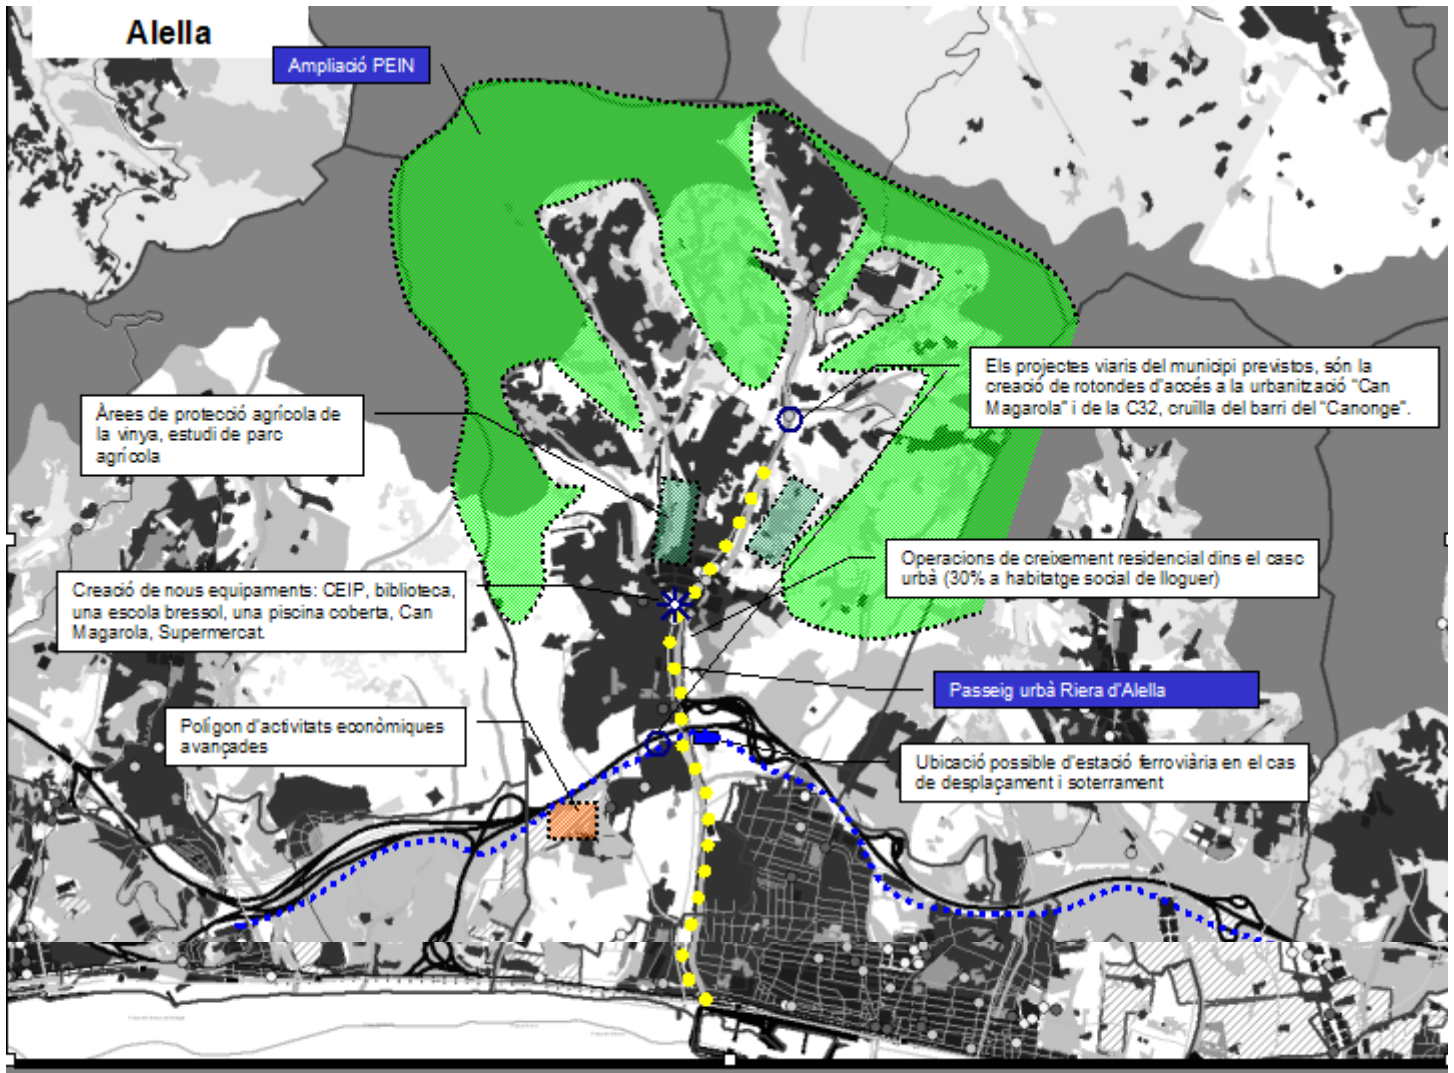 Alella
Ampliació PEIN
Els projectes viaris del municipi previstos, són la
creació de rotondes d'accés a la urbanització "Can
Magarola" i de la C32, cruïlla del barri del "Canonge".
Àrees de protecció agrícola de
la vinya, estudi de parc
agrícola
Operacions de creixement residencial dins el casc
urbà (30% a habitatge social de lloguer)
Creació de nous equipaments: CEIP, biblioteca,
una escola bressol, una piscina coberta, Can
Magarola, Supermercat.
Passeig urbà Riera d'Alella
Polígon d'activitats econòmiques
avançades
Ubicació possible d'estació ferroviària en el cas
de desplaçament i soterrament